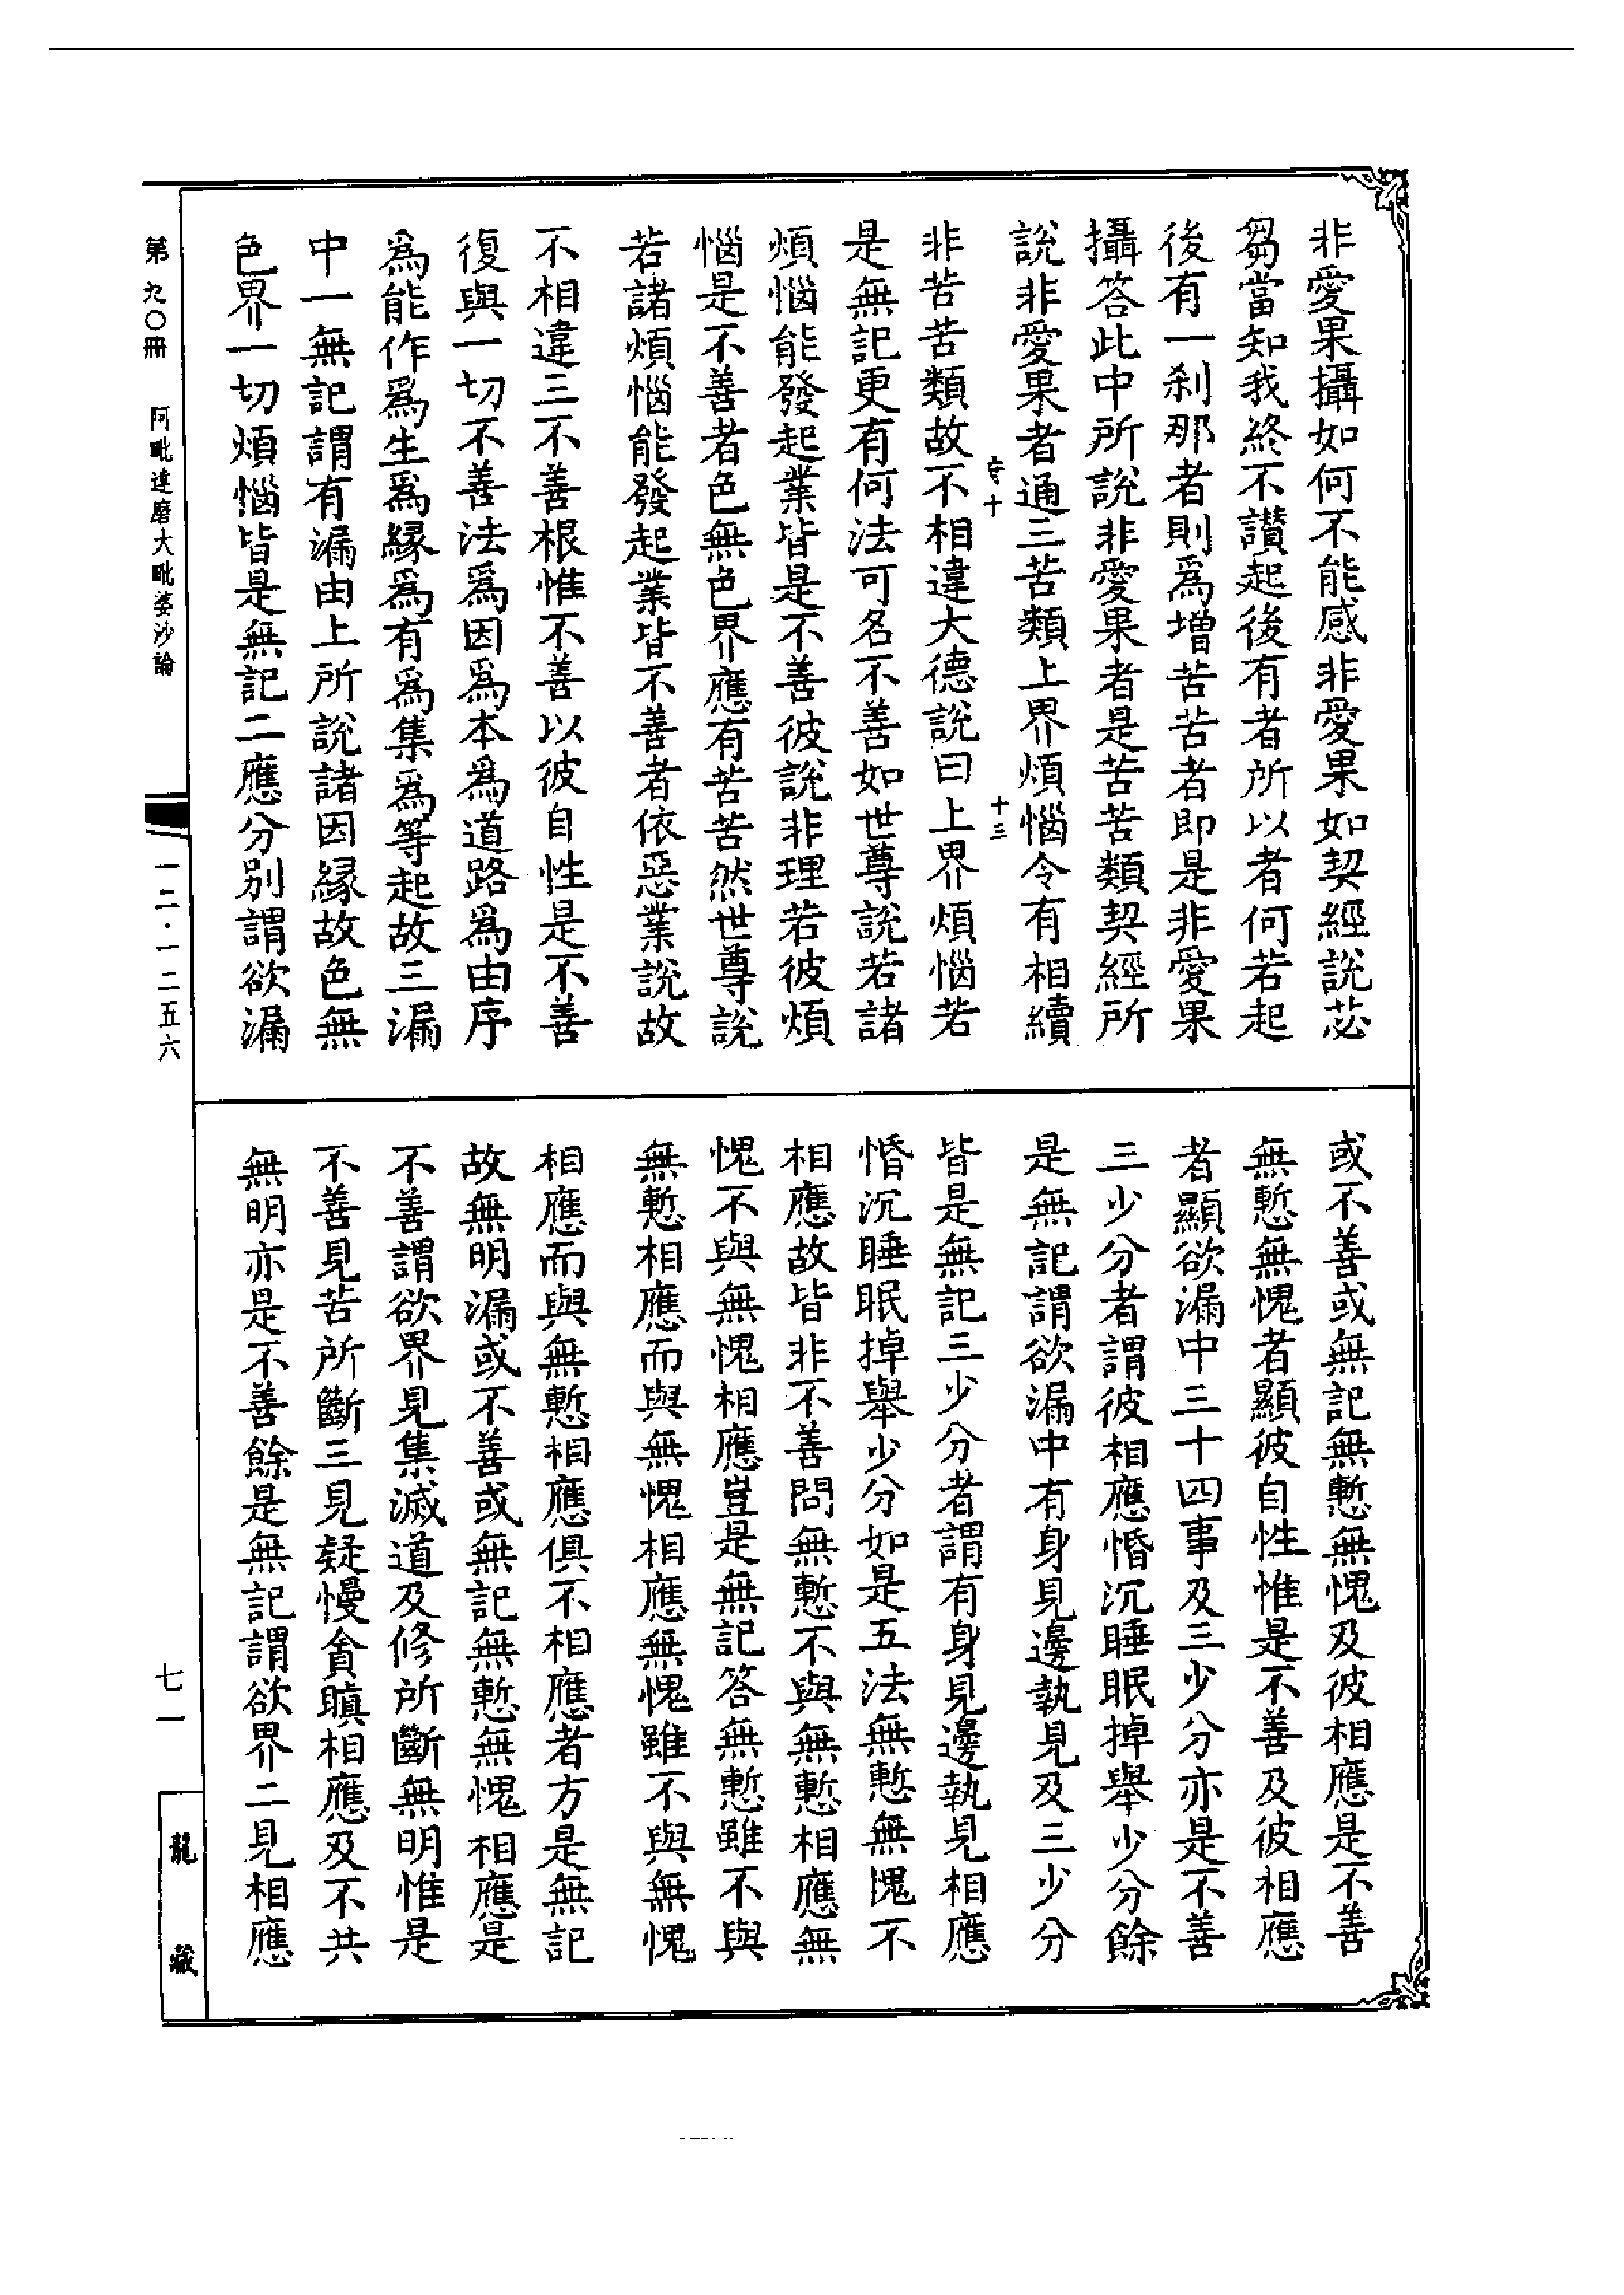 非愛果攝如何不能感非愛果如契經說苾
芻當知我終不讃起後有者所以者何若起
後有一刹那者則爲增苦苦者即是非愛果
攝答此中所說非愛果者是苦苦類契經所
說非愛果者通三苦類上界煩惱令有相續
十三
非苦苦類故不相違大德說曰上界煩惱若
是無記更有何法可名不善如世尊說若諸
煩惱能發起業皆是不善彼說非理若彼煩
惱是不善者色無色界應有苦苦然世尊說
若諸煩惱能發起業皆不善者依惡業說故
不相違三不善根惟不善以彼自性是不善
復與一切不善法爲因爲本爲道路爲由序
爲能作爲生爲緣爲有爲集爲等起故三漏
中一無記謂有漏由上所說諸因緣故色無
色界一切煩惱皆是無記二應分別謂欲漏
或不善或無記無慙無愧及彼相應是不善
無慙無愧者顯彼自性惟是不善及彼相應
者顯欲漏中三十四事及三少分亦是不善
三少分者謂彼相應惛沉睡眠掉舉少分餘
是無記謂欲漏中有身見邊執見及三少分
皆是無記三少分者謂有身見邊執見相應
惛沉睡眠掉舉少分如是五法無慙無愧不
相應故皆非不善問無慙不與無慙相應無
愧不與無愧相應豈是無記答無慙雖不與
無慙相應而與無愧相應無愧雖不與無愧
相應而與無慙相應俱不相應者方是無記
故無明漏或不善或無記無慙無愧相應是
不善謂欲界見集滅道及修所斷無明惟是
不善見苦所斷三見疑慢貪瞋相應及不共
無明亦是不善餘是無記謂欲界二見相應
第九〇冊 阿毗達磨大毗婆沙論
一二·一二五六
七一
龍藏